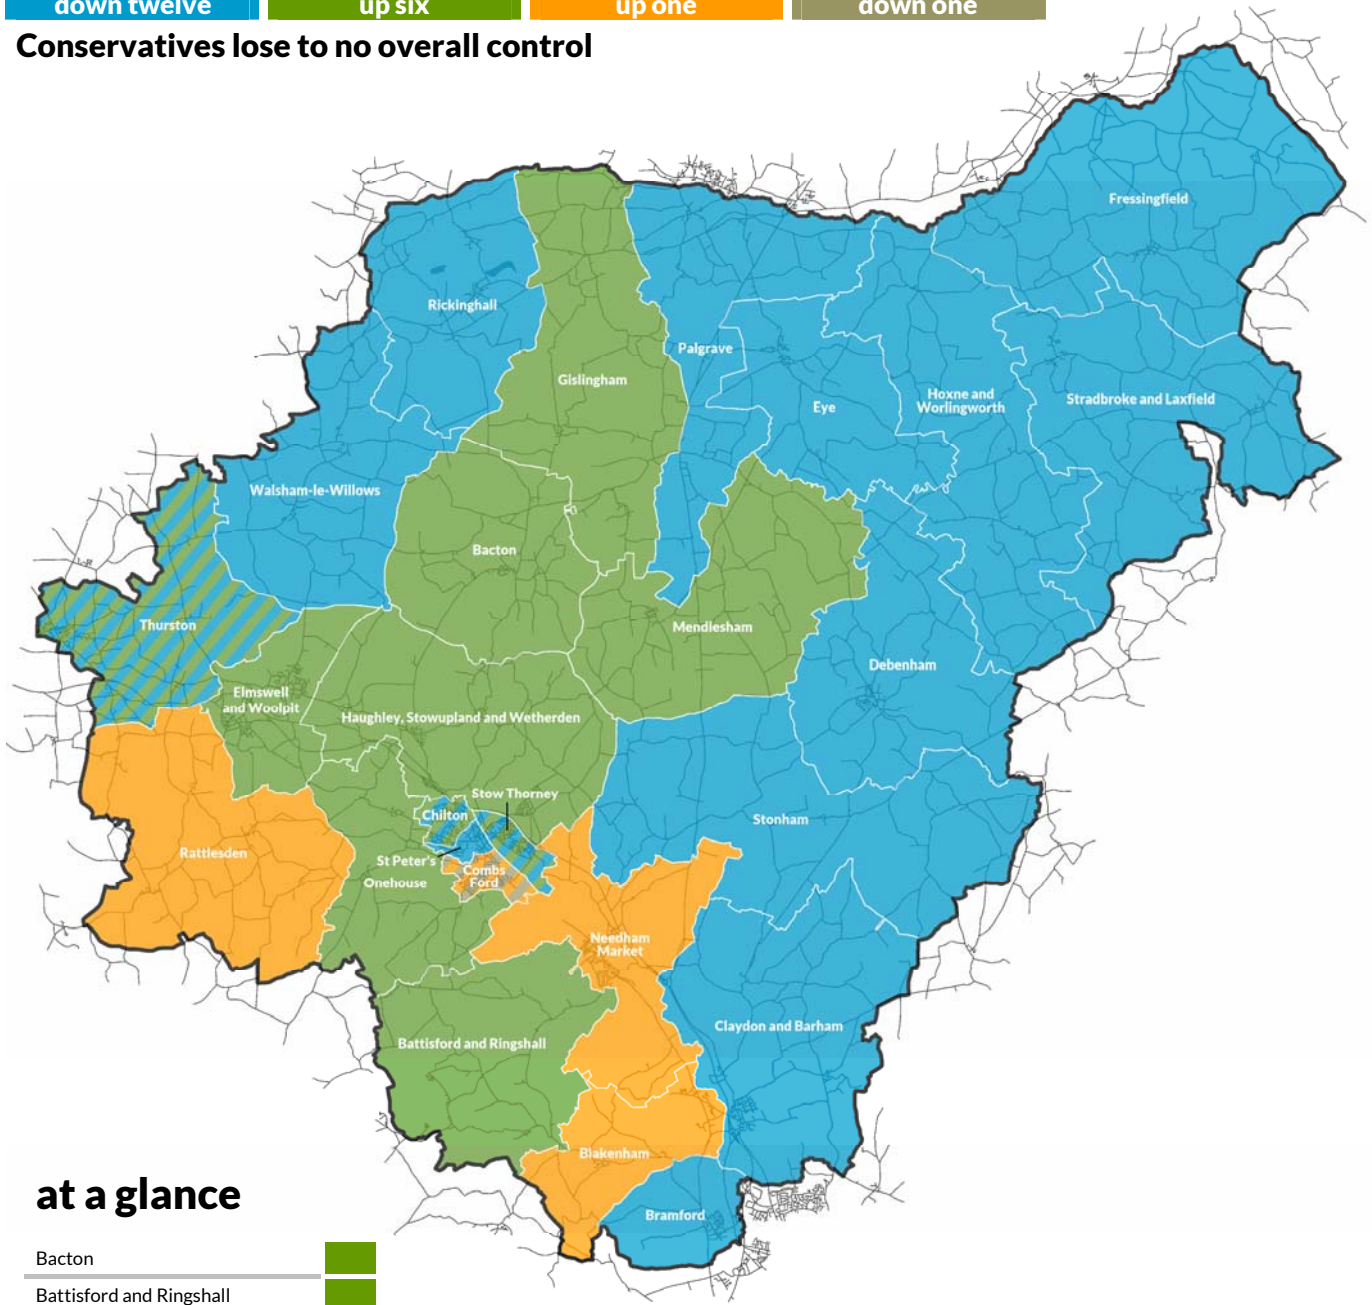 down twelve up six up one down one
Conservatives lose to no overall control
Fressingfield
Rickinghall
Palgrave
Gislingham
Eye
Hoxne and
Worlingworth
Stradbroke and Laxfield
Walsham-le-Willows
Bacton
Thurston
Mendlesham
Debenham
Elmswell
and Woolpit
Haughley, Stowupland and Wetherden
Stow Thorney
Chilton
Stonham
Rattlesden
St Peter's
Onehouse
Combs
Ford
Needham
Market
Claydon and Barham
Battisford and Ringshall
Blakenham
Bramford
at a glance
Bacton
Battisford and Ringshall